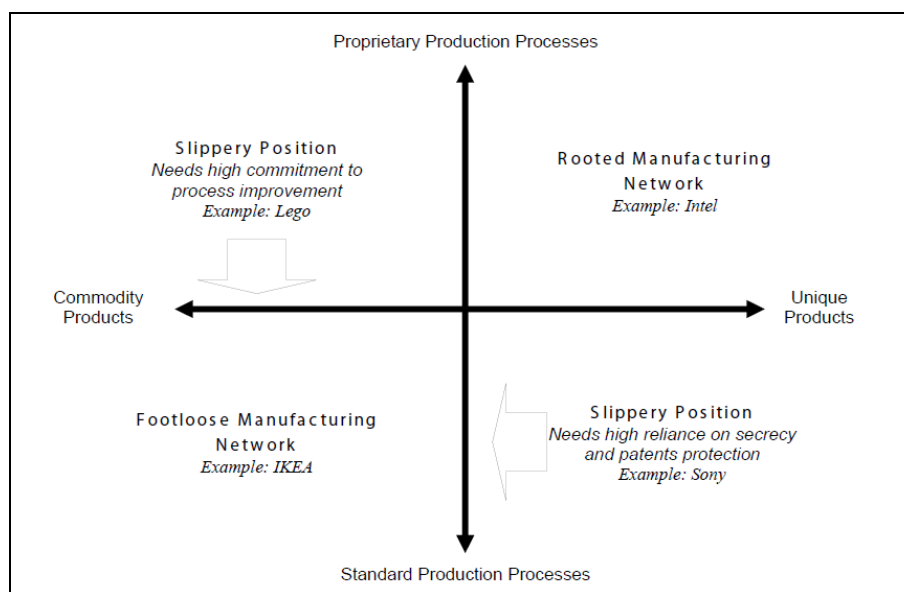 Proprietary Production Processes
Slippery Position
Needs high commitment to
process improvement
Example: Lego
Rooted Manufacturing
Network
Example: Intel
Commodity
Products
Unique
Products
Footloose Manufacturing
Network
Example: IKEA
Slippery Position
Needs high reliance on secrecy
and patents protection
Example: Sony
Standard Production Processes